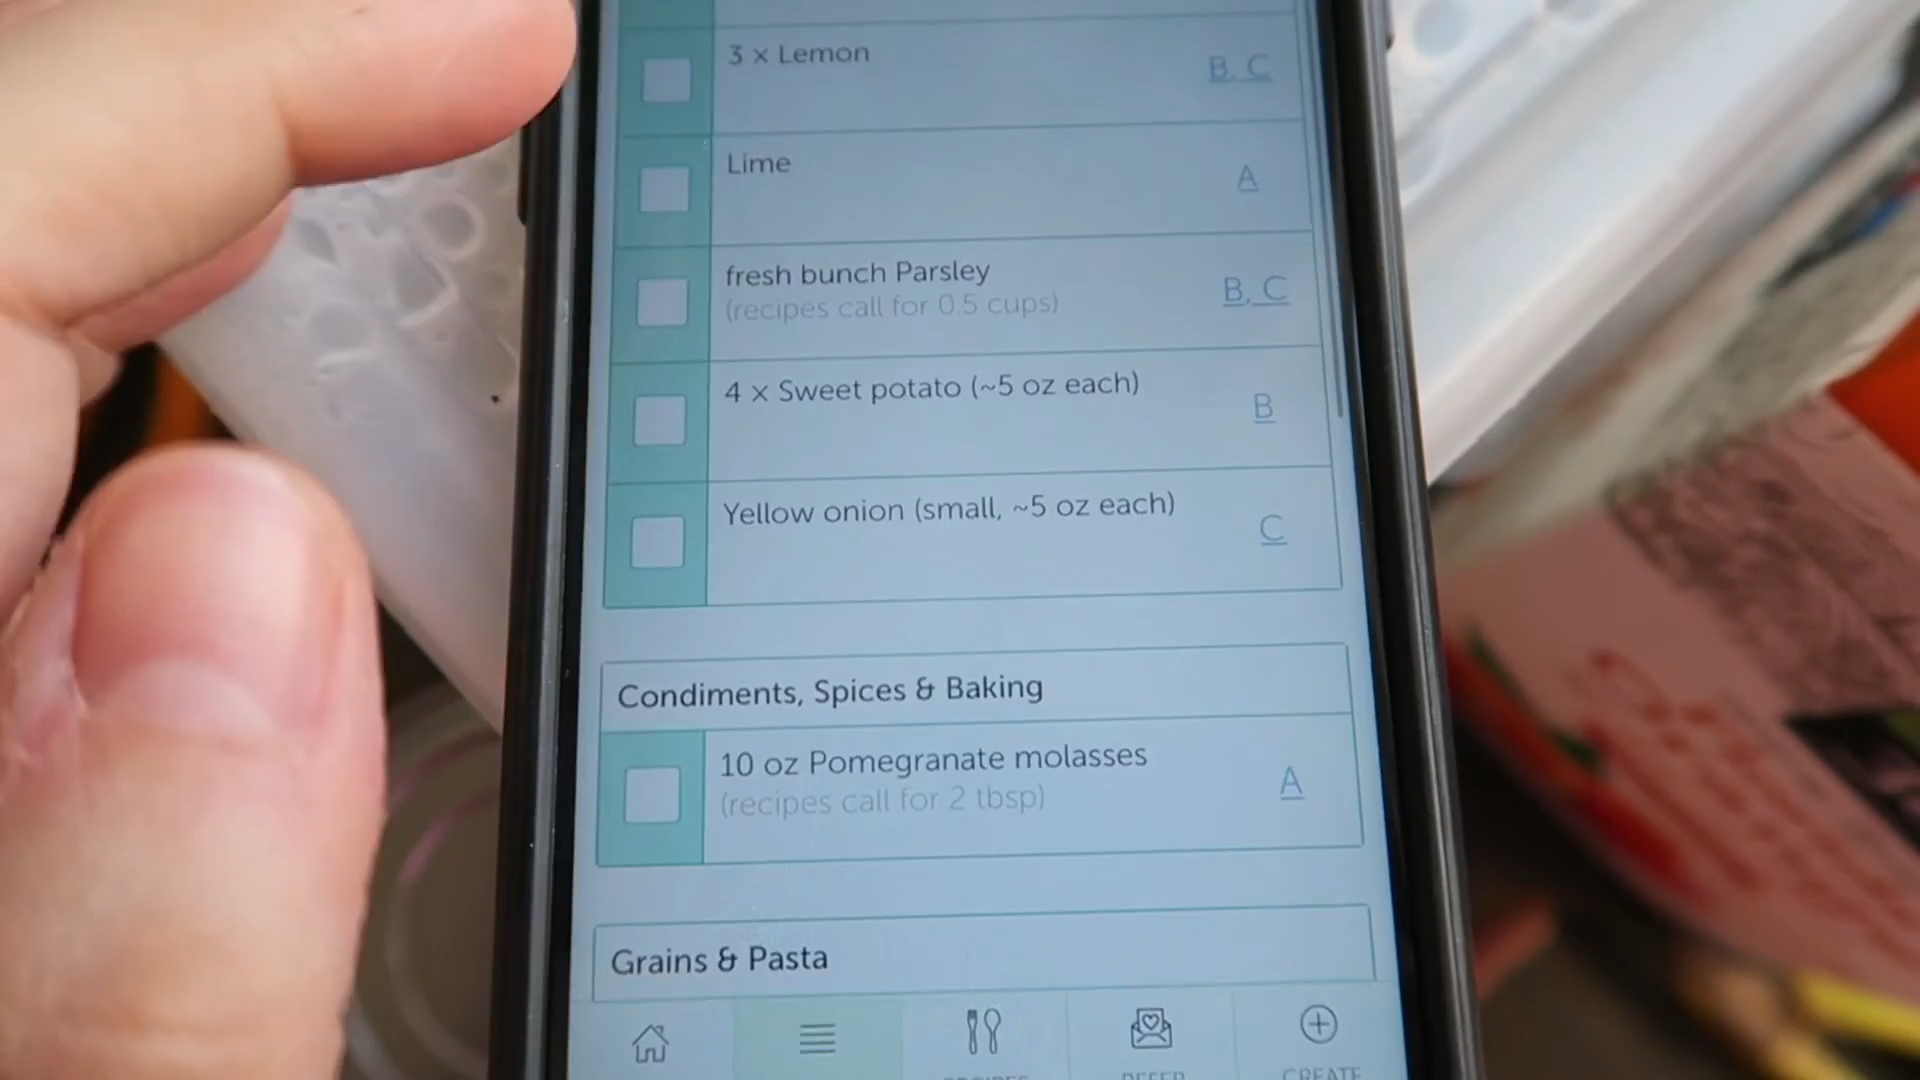 3 x Lemon
B, C
Lime
A
fresh bunch Parsley
(recipes call for 0.5 cups)
B, C
4 x Sweet potato (~5 oz each)
B
Yellow onion (small, ~5 oz each)
C
Condiments, Spices & Baking
10 oz Pomegranate molasses
(recipes call for 2 tbsp)
A
Grains & Pasta
CREATE